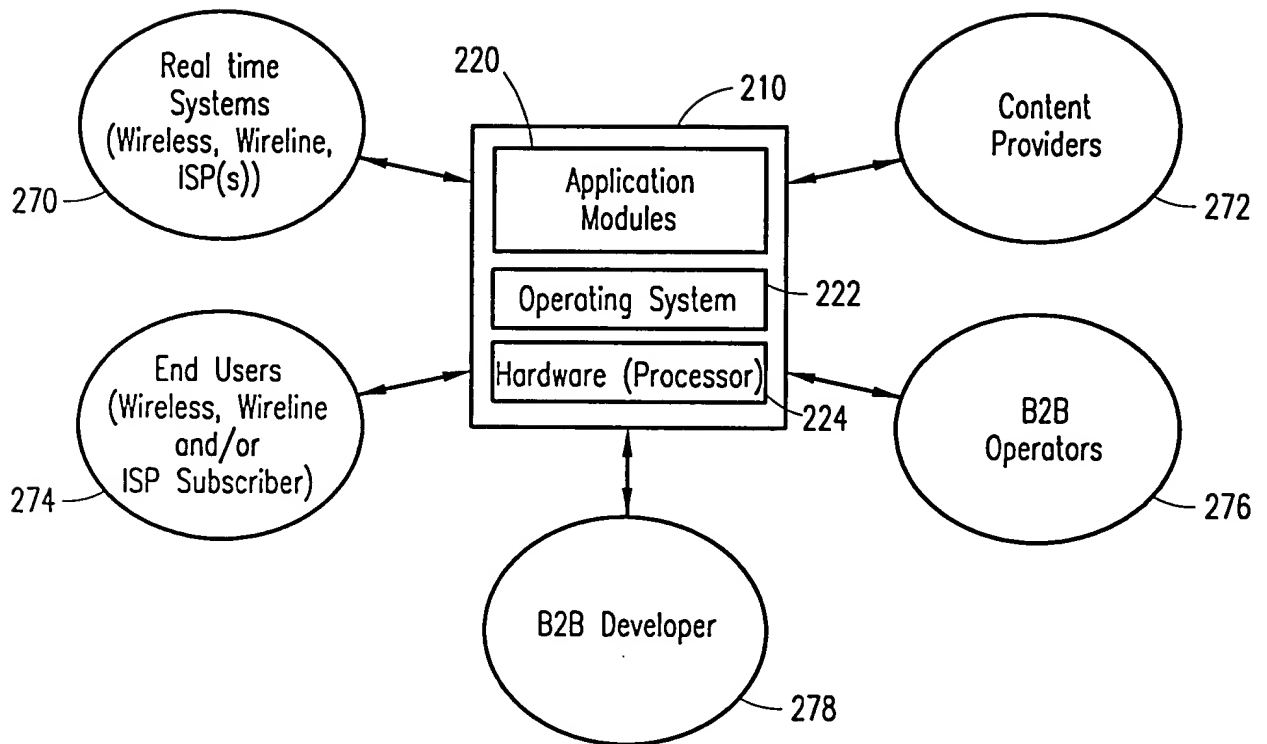 Real time
Systems
(Wireless, Wireline,
ISP(s))
270
220
210
Application
Modules
Operating System
222
Hardware (Processor)
224
Content
Providers
272
End Users
(Wireless, Wireline
and/or
ISP Subscriber)
274
B2B
Operators
276
B2B Developer
278